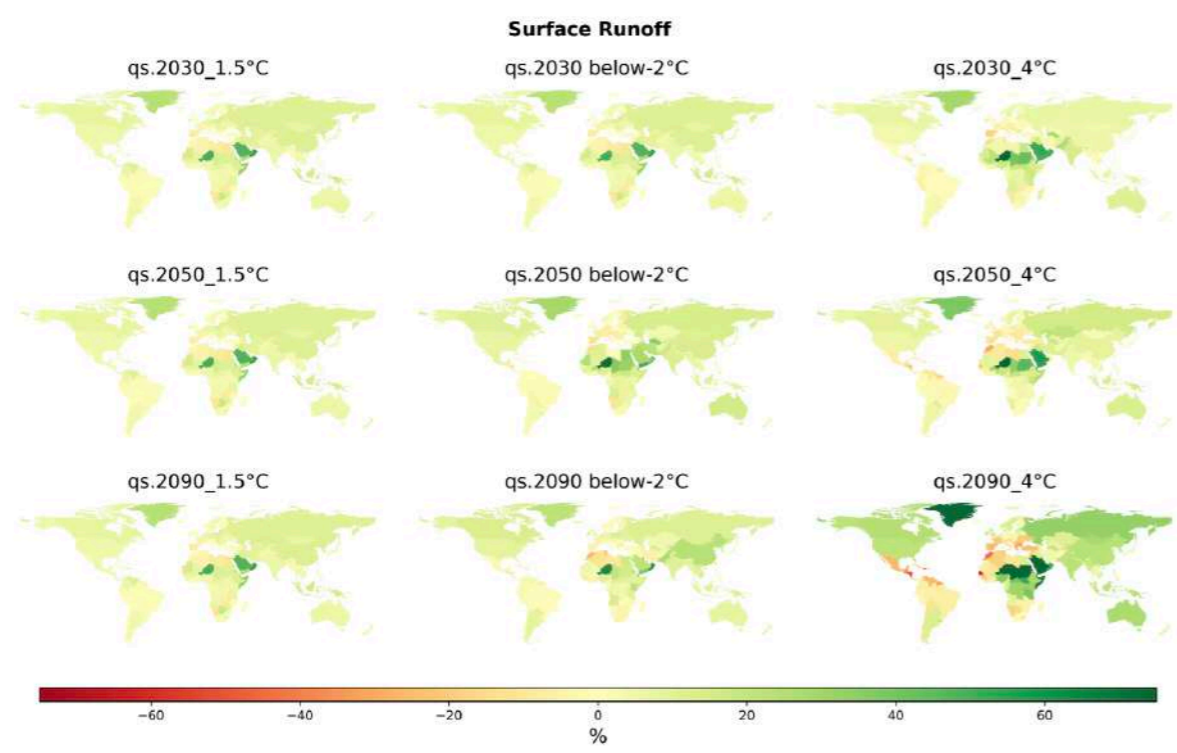 Surface Runoff
qs.2030_1.5°C qs.2030 below-2°C qs.2030_4°C
qs.2050_1.5°C qs.2050 below-2°C qs.2050_4°C
qs.2090_1.5°C qs.2090 below-2°C qs.2090_4°C
−60 −40 −20 0 20 40 60
%